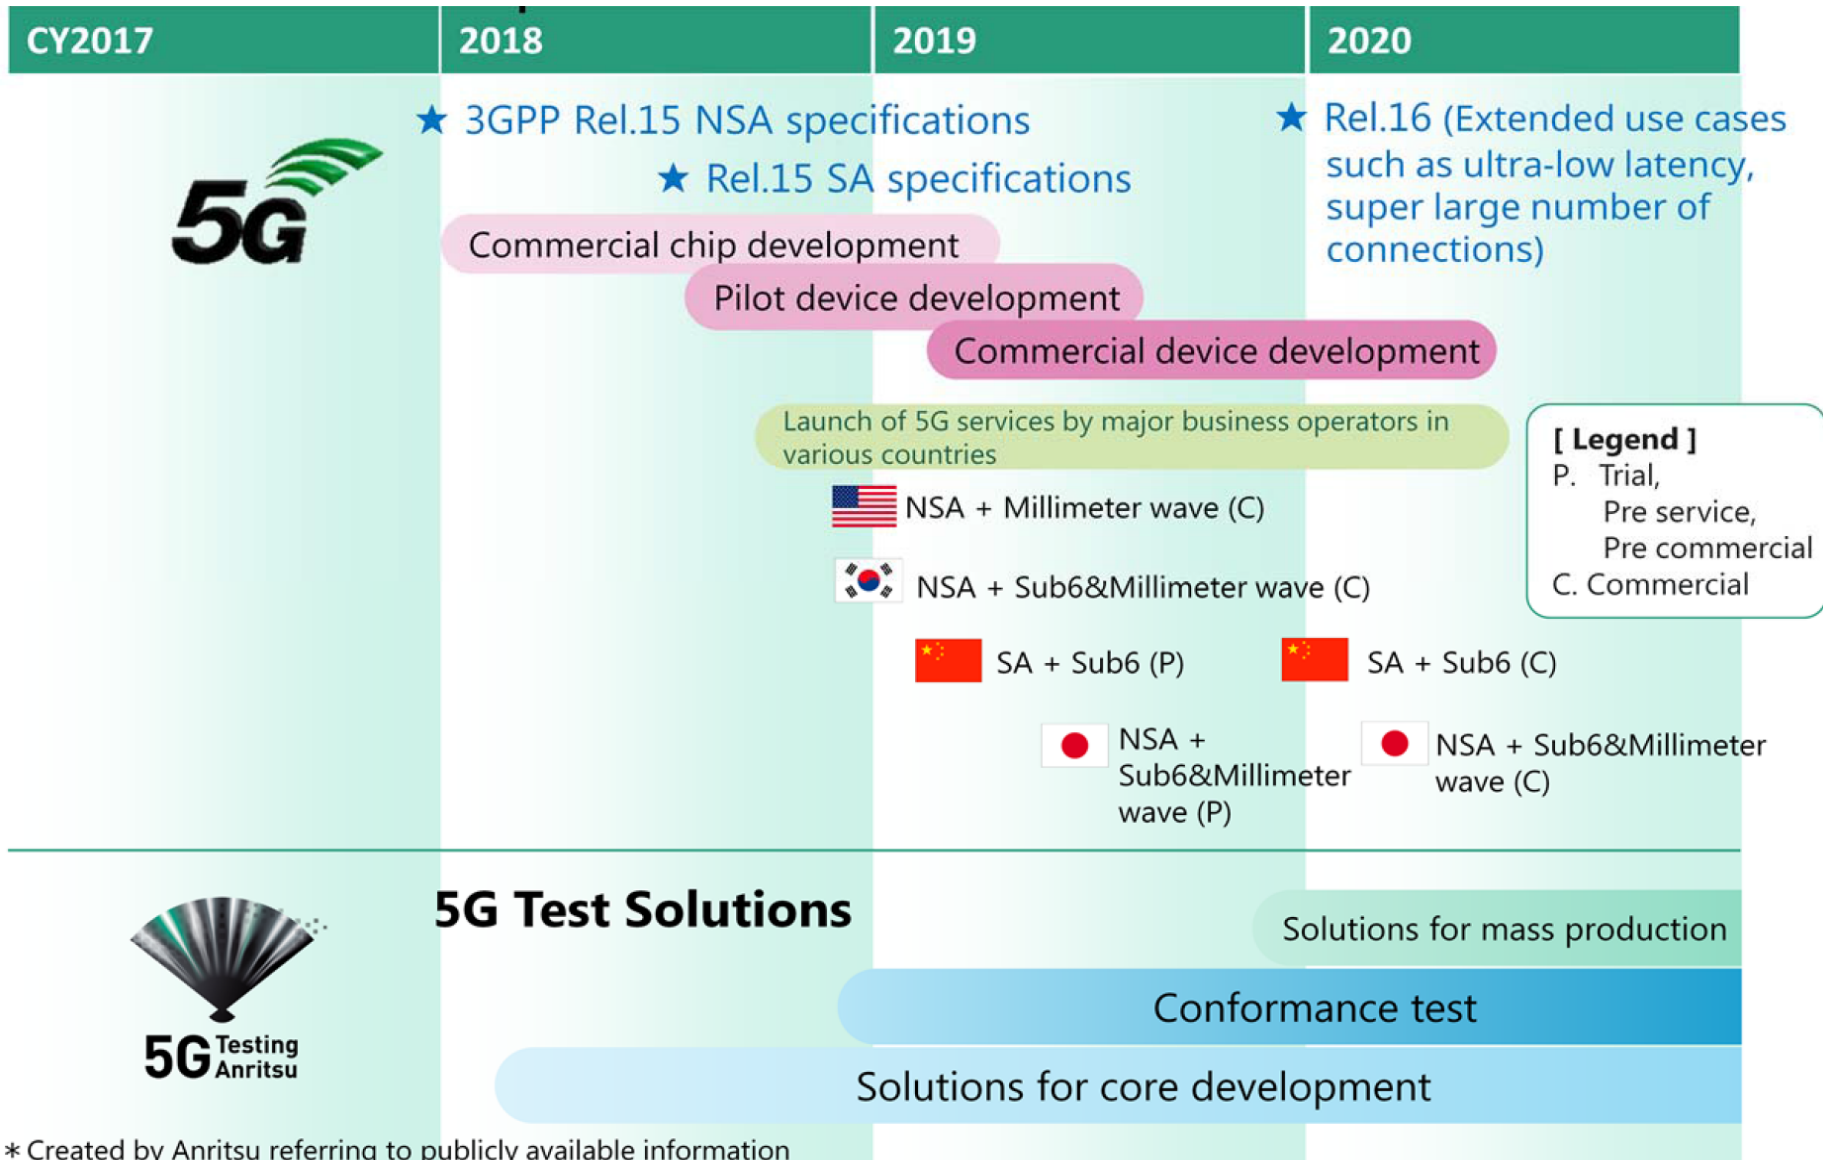 CY2017
2018
2019
2020
★ 3GPP Rel.15 NSA specifications
★ Rel.15 SA specifications
★ Rel.16 (Extended use cases
such as ultra-low latency,
super large number of
connections)
5G
Commercial chip development
Pilot device development
Commercial device development
Launch of 5G services by major business operators in
various countries
[ Legend ]
P. Trial,
Pre service,
Pre commercial
C. Commercial
NSA + Millimeter wave (C)
NSA + Sub6&Millimeter wave (C)
SA + Sub6 (P)
SA + Sub6 (C)
NSA +
Sub6&Millimeter
wave (P)
NSA + Sub6&Millimeter
wave (C)
5G Test Solutions
Solutions for mass production
Conformance test
Solutions for core development
5G Testing
Anritsu
* Created by Anritsu referring to publicly available information